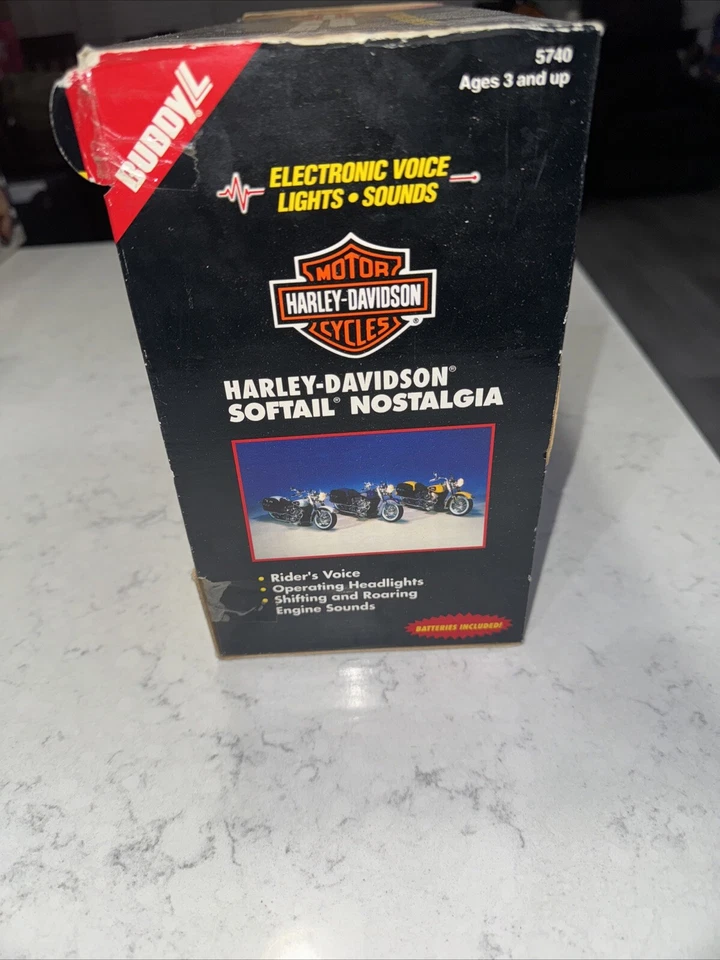 5740
Ages 3 and up
BUDDY L®
ELECTRONIC VOICE
LIGHTS • SOUNDS
MOTOR
HARLEY-DAVIDSON
CYCLES
®
HARLEY-DAVIDSON®
SOFTAIL® NOSTALGIA
• Rider's Voice
• Operating Headlights
• Shifting and Roaring
Engine Sounds
BATTERIES INCLUDED!